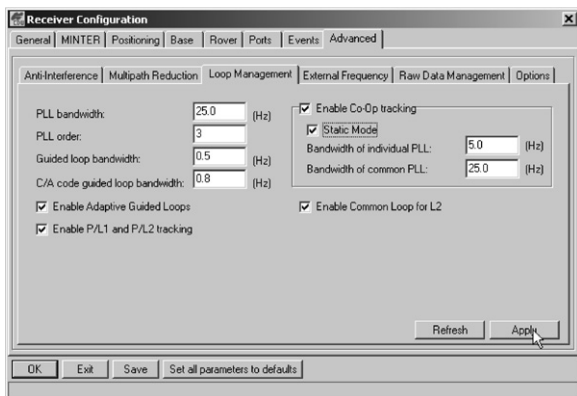 Receiver Configuration
General MINTER Positioning Base Rover Ports Events Advanced
Anti-Interference Multipath Reduction Loop Management External Frequency Raw Data Management Options
PLL bandwidth: 25.0 (Hz)
PLL order: 3
Guided loop bandwidth: 0.5 (Hz)
C/A code guided loop bandwidth: 0.8 (Hz)
Enable Adaptive Guided Loops
Enable P/L1 and P/L2 tracking
Enable Co-Op tracking
Static Mode
Bandwidth of individual PLL: 5.0 (Hz)
Bandwidth of common PLL: 25.0 (Hz)
Enable Common Loop for L2
Refresh Apply
OK Exit Save Set all parameters to defaults